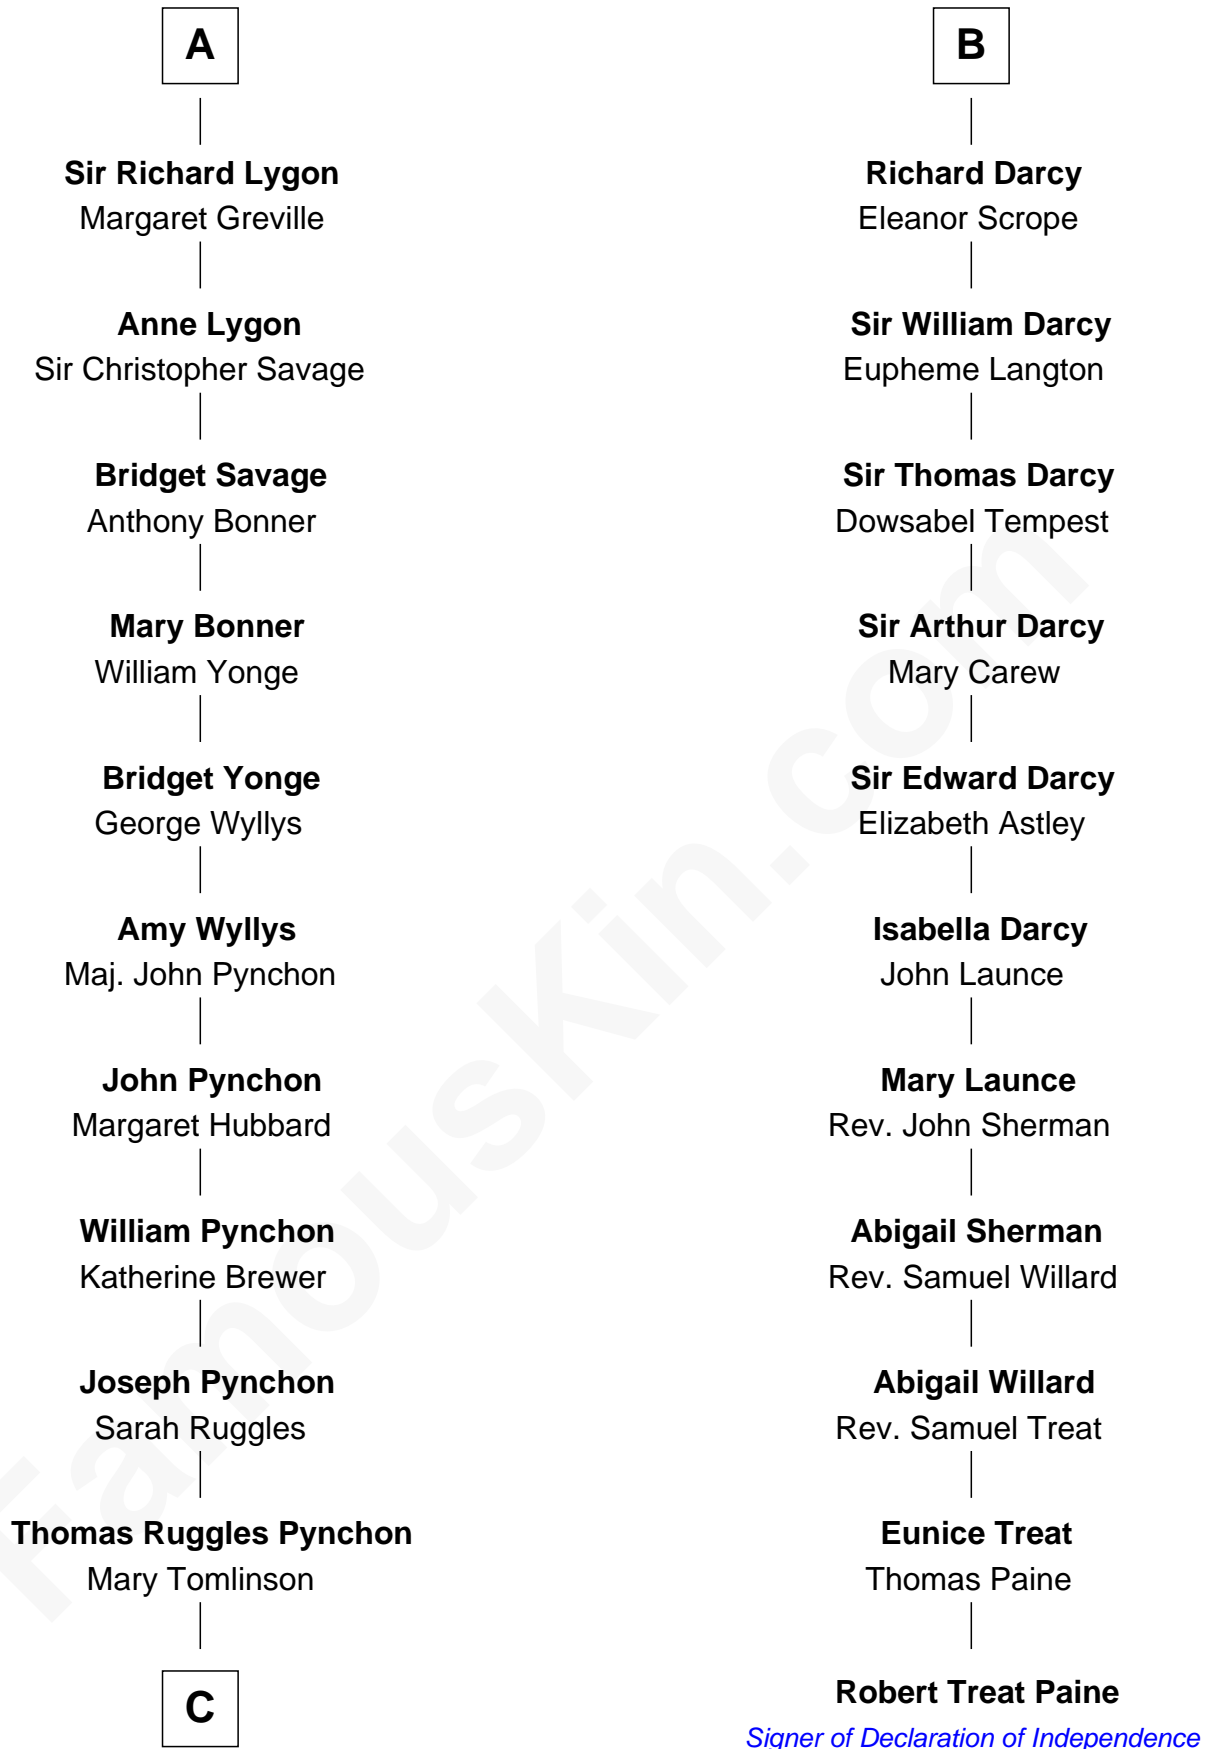 A
Sir Richard Lygon
Margaret Greville
Anne Lygon
Sir Christopher Savage
Bridget Savage
Anthony Bonner
Mary Bonner
William Yonge
Bridget Yonge
George Wyllys
Amy Wyllys
Maj. John Pynchon
John Pynchon
Margaret Hubbard
William Pynchon
Katherine Brewer
Joseph Pynchon
Sarah Ruggles
Thomas Ruggles Pynchon
Mary Tomlinson
C
B
Richard Darcy
Eleanor Scrope
Sir William Darcy
Eupheme Langton
Sir Thomas Darcy
Dowsabel Tempest
Sir Arthur Darcy
Mary Carew
Sir Edward Darcy
Elizabeth Astley
Isabella Darcy
John Launce
Mary Launce
Rev. John Sherman
Abigail Sherman
Rev. Samuel Willard
Abigail Willard
Rev. Samuel Treat
Eunice Treat
Thomas Paine
Robert Treat Paine
Signer of Declaration of Independence
FamousKin.com